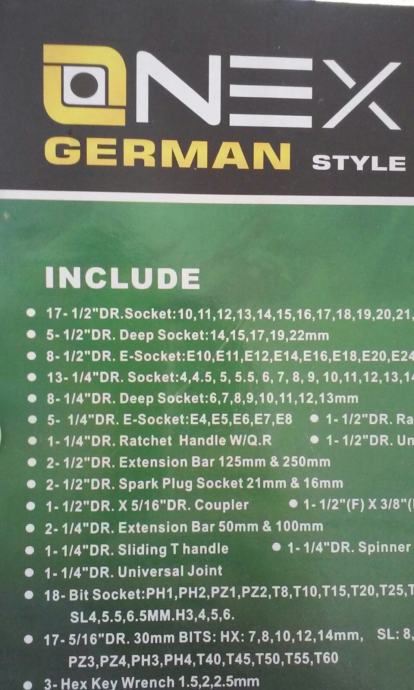 ONEX
GERMAN STYLE
INCLUDE
17- 1/2"DR.Socket:10,11,12,13,14,15,16,17,18,19,20,21,
5- 1/2"DR. Deep Socket:14,15,17,19,22mm
8- 1/2"DR. E-Socket:E10,E11,E12,E14,E16,E18,E20,E24
13- 1/4"DR. Socket:4,4.5, 5, 5.5, 6, 7, 8, 9, 10,11,12,13,14
8- 1/4"DR. Deep Socket:6,7,8,9,10,11,12,13mm
5- 1/4"DR. E-Socket:E4,E5,E6,E7,E8 1- 1/2"DR. Ra
1- 1/4"DR. Ratchet Handle W/Q.R 1- 1/2"DR. Un
2- 1/2"DR. Extension Bar 125mm & 250mm
2- 1/2"DR. Spark Plug Socket 21mm & 16mm
1- 1/2"DR. X 5/16"DR. Coupler 1- 1/2"(F) X 3/8"(
2- 1/4"DR. Extension Bar 50mm & 100mm
1- 1/4"DR. Sliding T handle 1- 1/4"DR. Spinner
1- 1/4"DR. Universal Joint
18- Bit Socket:PH1,PH2,PZ1,PZ2,T8,T10,T15,T20,T25,T
SL4,5.5,6.5MM.H3,4,5,6.
17- 5/16"DR. 30mm BITS: HX: 7,8,10,12,14mm, SL: 8,
PZ3,PZ4,PH3,PH4,T40,T45,T50,T55,T60
3- Hex Key Wrench 1.5,2,2.5mm